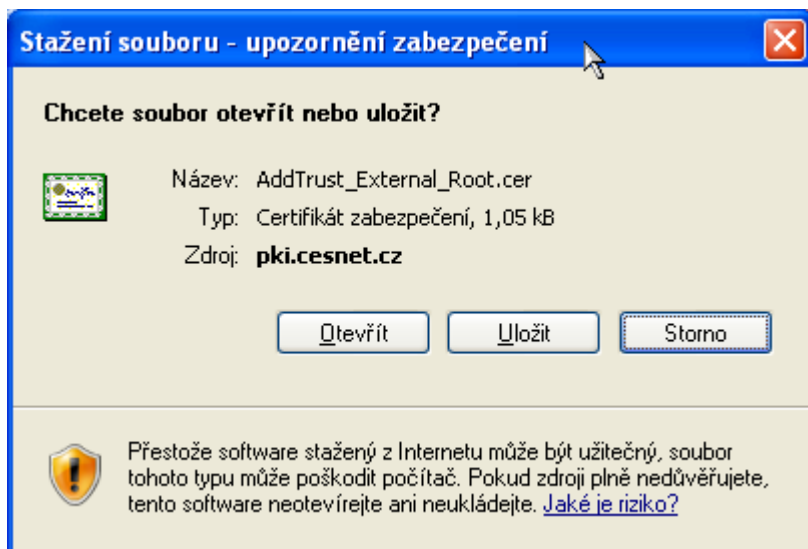 Stažení souboru - upozornění zabezpečení
Chcete soubor otevřít nebo uložit?
Název: AddTrust_External_Root.cer
Typ: Certifikát zabezpečení, 1,05 kB
Zdroj: pki.cesnet.cz
Otevřít Uložit Storno
Přestože software stažený z Internetu může být užitečný, soubor
tohoto typu může poškodit počítač. Pokud zdroji plně nedůvěřujete,
tento software neotevírejte ani neukládejte. Jaké je riziko?